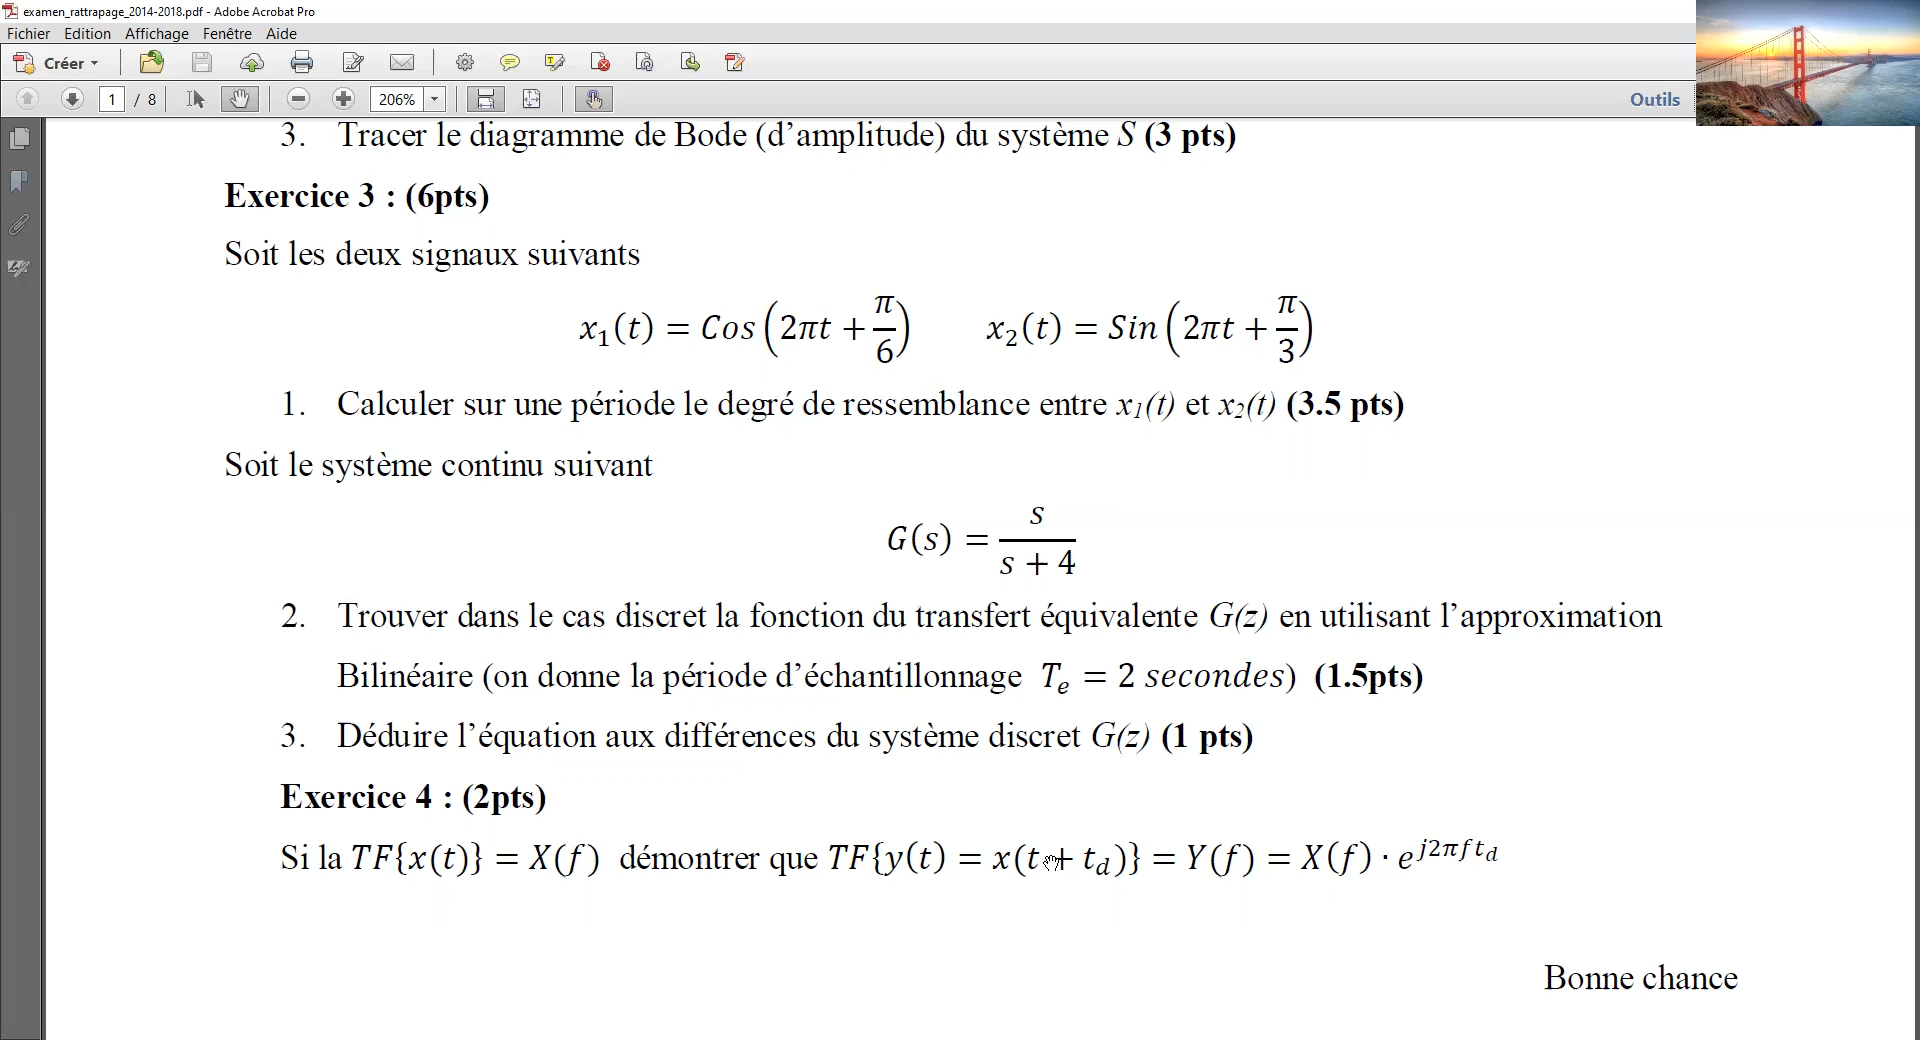 examen_rattrapage_2014-2018.pdf - Adobe Acrobat Pro
Fichier Edition Affichage Fenêtre Aide
Créer
1 / 8 206% Outils
3. Tracer le diagramme de Bode (d’amplitude) du système S (3 pts)
Exercice 3 : (6pts)
Soit les deux signaux suivants
x₁(t) = Cos(2πt + π/6) x₂(t) = Sin(2πt + π/3)
1. Calculer sur une période le degré de ressemblance entre x₁(t) et x₂(t) (3.5 pts)
Soit le système continu suivant
G(s) = s/(s + 4)
2. Trouver dans le cas discret la fonction du transfert équivalente G(z) en utilisant l’approximation
Bilinéaire (on donne la période d’échantillonnage Tₑ = 2 secondes) (1.5pts)
3. Déduire l’équation aux différences du système discret G(z) (1 pts)
Exercice 4 : (2pts)
Si la TF{x(t)} = X(f) démontrer que TF{y(t) = x(t + t_d)} = Y(f) = X(f) · e^{j2πft_d}
Bonne chance